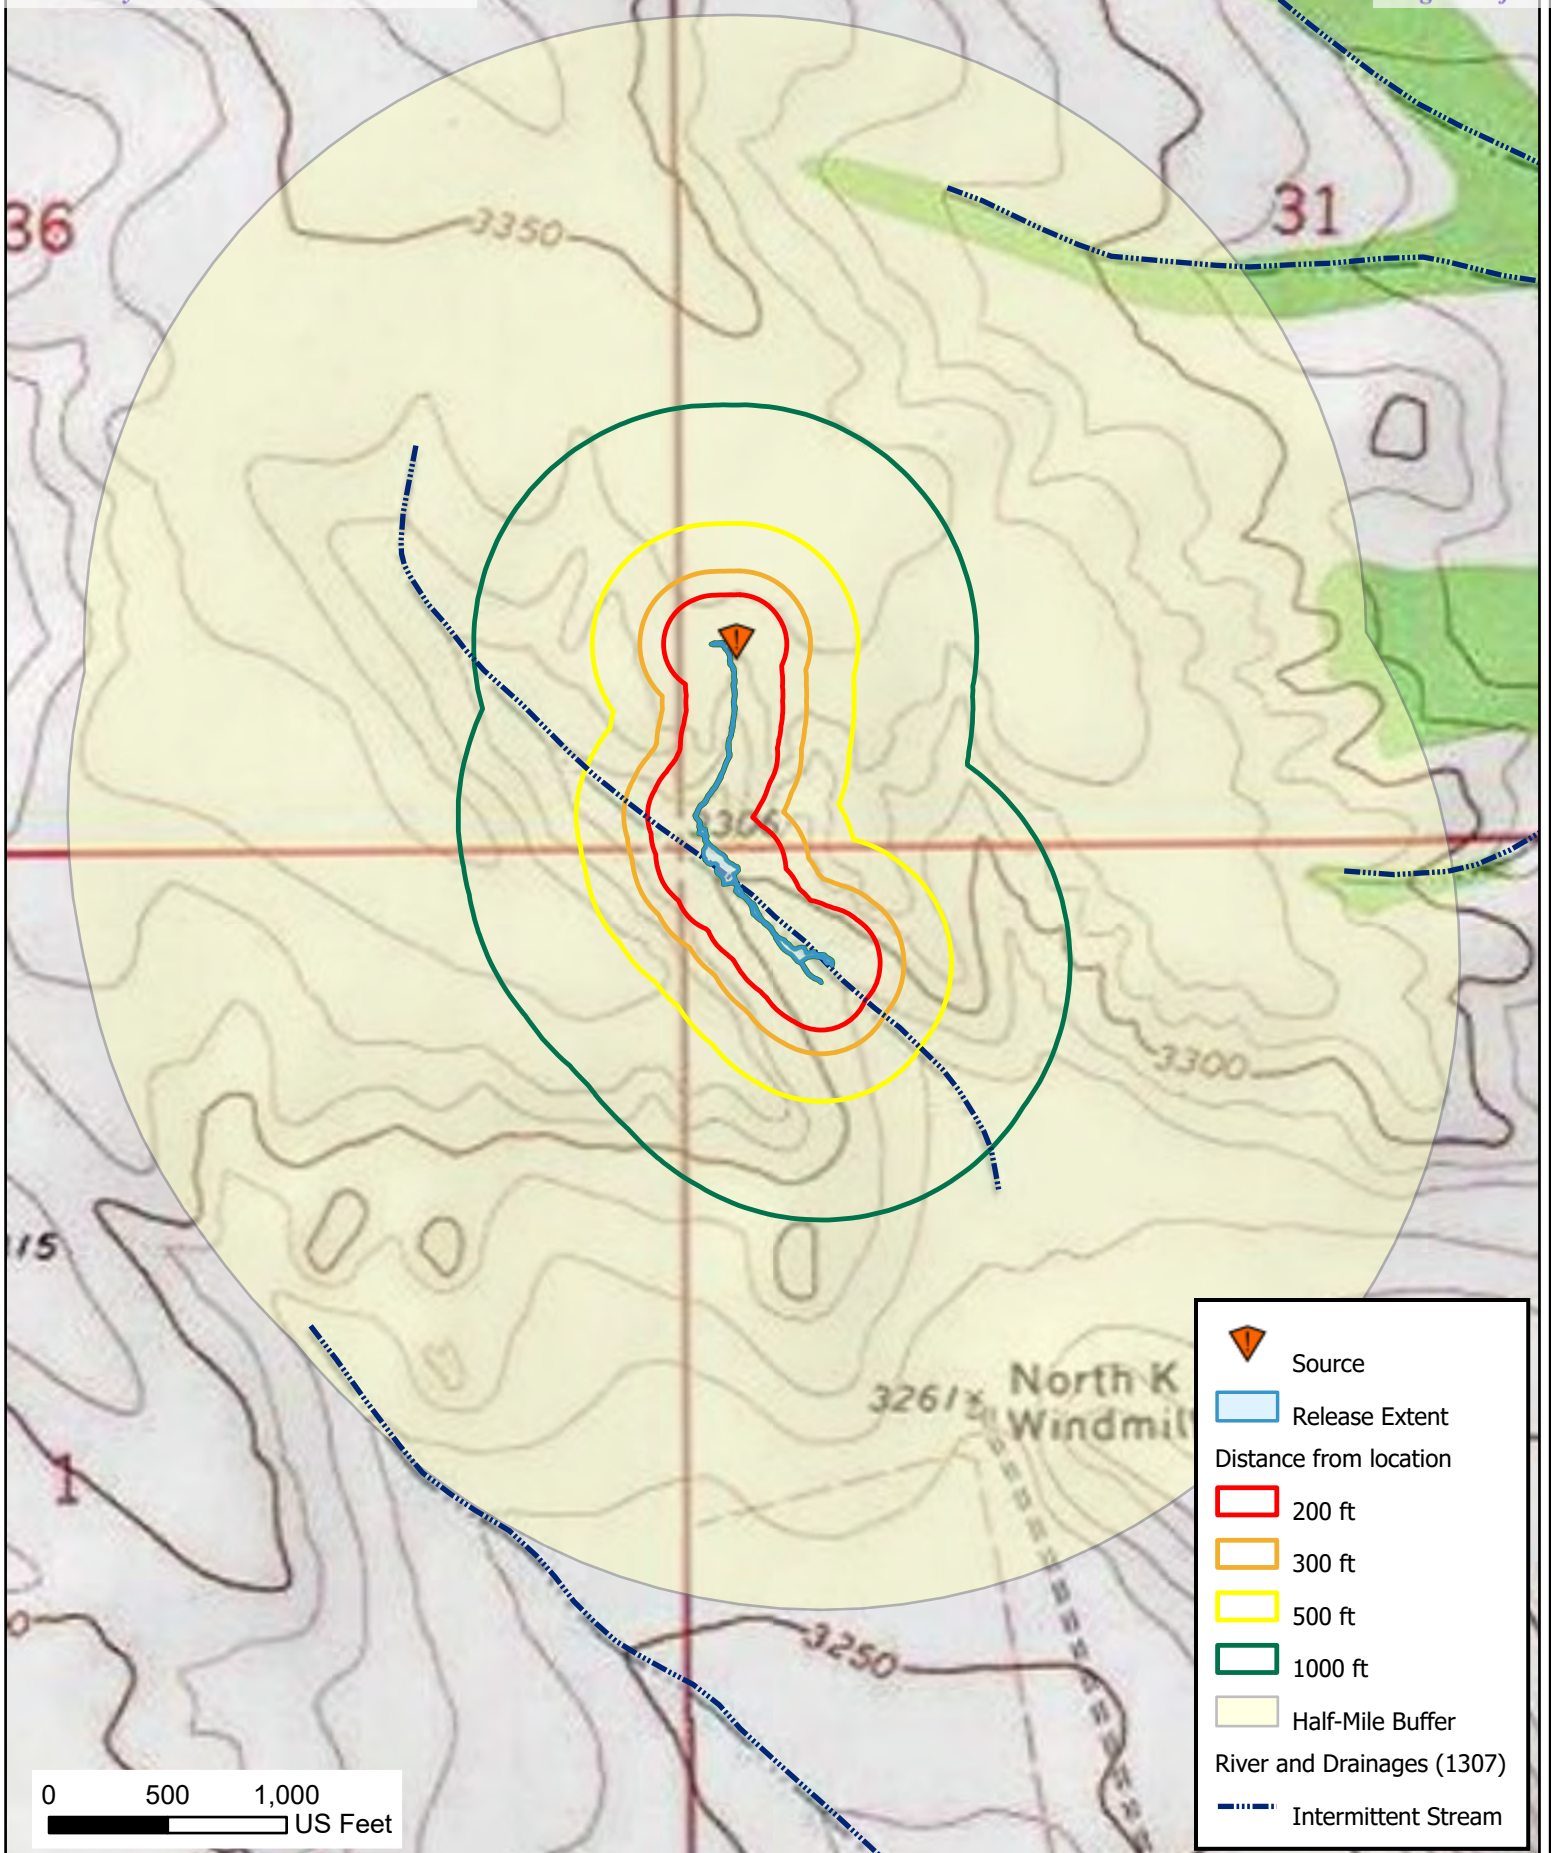 36
31
3350
3306
3300
15
North K
3261
Windmil
1
3250
0
Source
Release Extent
Distance from location
200 ft
300 ft
500 ft
1000 ft
Half-Mile Buffer
River and Drainages (1307)
Intermittent Stream
0 500 1,000
US Feet